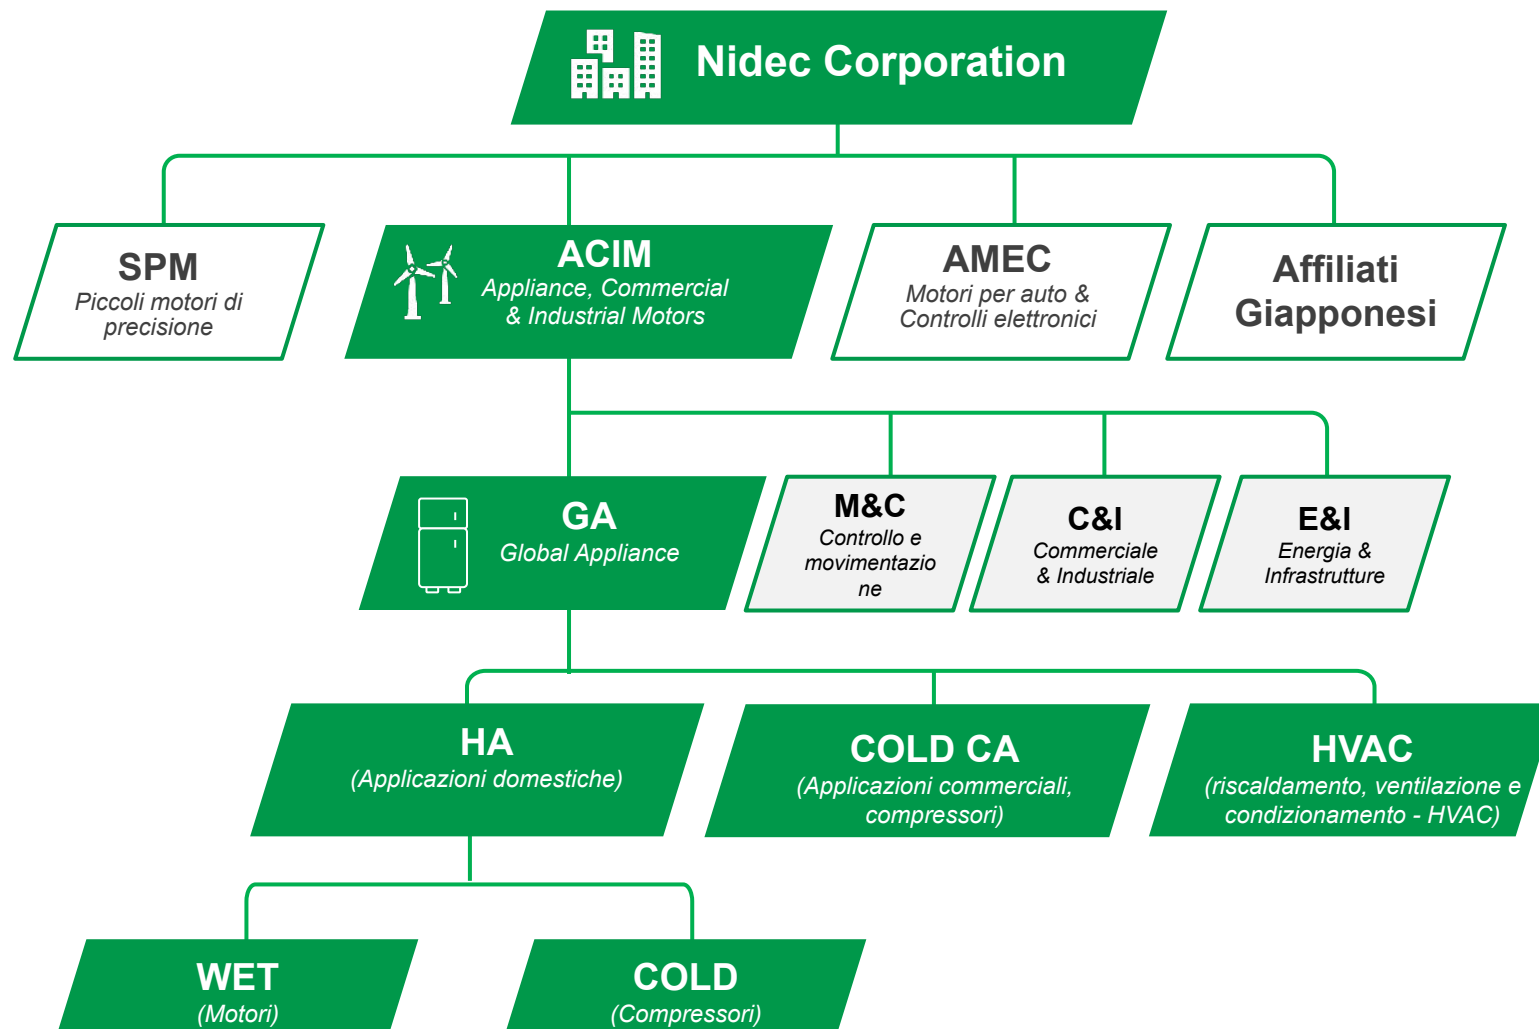 Nidec Corporation
SPM
Piccoli motori di
precisione
ACIM
Appliance, Commercial
& Industrial Motors
AMEC
Motori per auto &
Controlli elettronici
Affiliati
Giapponesi
GA
Global Appliance
M&C
Controllo e
movimentazio
ne
C&I
Commerciale
& Industriale
E&I
Energia &
Infrastrutture
HA
(Applicazioni domestiche)
COLD CA
(Applicazioni commerciali,
compressori)
HVAC
(riscaldamento, ventilazione e
condizionamento - HVAC)
WET
(Motori)
COLD
(Compressori)